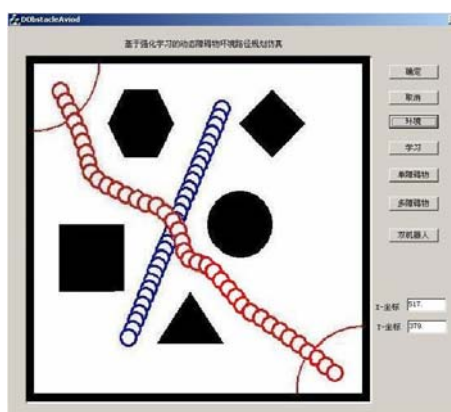 DObstacleAviod
基于强化学习的动态障碍物环境路径规划仿真
确定
取消
环境
学习
单障碍物
多障碍物
双机器人
X-坐标 517.
Y-坐标 379.